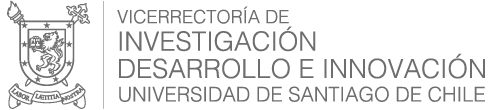 VICERRECTORÍA DE
INVESTIGACIÓN
DESARROLLO E INNOVACIÓN
UNIVERSIDAD DE SANTIAGO DE CHILE
LABOR LÆTITIA NOSTRA